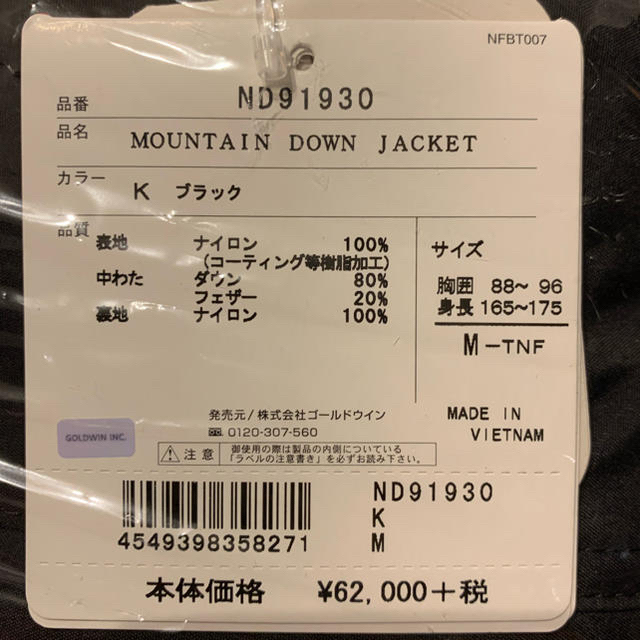 NFBT007
品番 ND91930
品名 MOUNTAIN DOWN JACKET
カラー K ブラック
品質 表地 ナイロン 100%
(コーティング等樹脂加工)
中わた ダウン 80%
フェザー 20%
裏地 ナイロン 100%
サイズ
胸囲 88～ 96
身長 165～175
M-TNF
MADE IN
VIETNAM
発売元/株式会社ゴールドウイン
0120-307-560
GOLDWIN INC.
注意 御使用の際は製品の内側についている
「ラベルの注意書き」を必ずお読み下さい。
ND91930
K
M
4549398358271
本体価格 ¥62,000+税